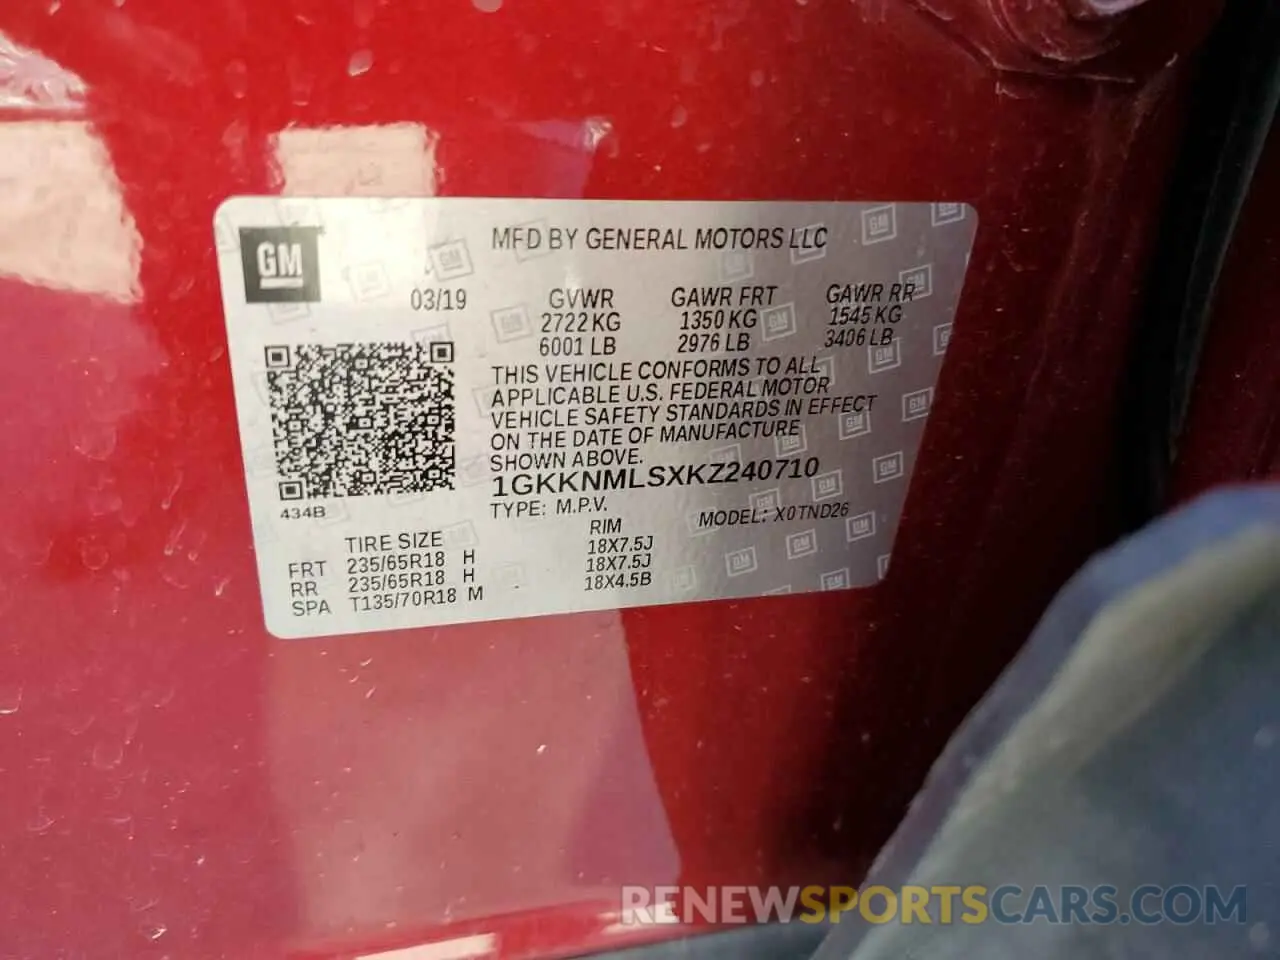 GM
MFD BY GENERAL MOTORS LLC
03/19 GVWR GAWR FRT GAWR RR
2722 KG 1350 KG 1545 KG
6001 LB 2976 LB 3406 LB
THIS VEHICLE CONFORMS TO ALL
APPLICABLE U.S. FEDERAL MOTOR
VEHICLE SAFETY STANDARDS IN EFFECT
ON THE DATE OF MANUFACTURE
SHOWN ABOVE.
1GKKNMLSXKZ240710
434B
TYPE: M.P.V. MODEL: X0TND26
TIRE SIZE RIM
FRT 235/65R18 H 18X7.5J
RR 235/65R18 H 18X7.5J
SPA T135/70R18 M 18X4.5B
RENEWSPORTSCARS.COM